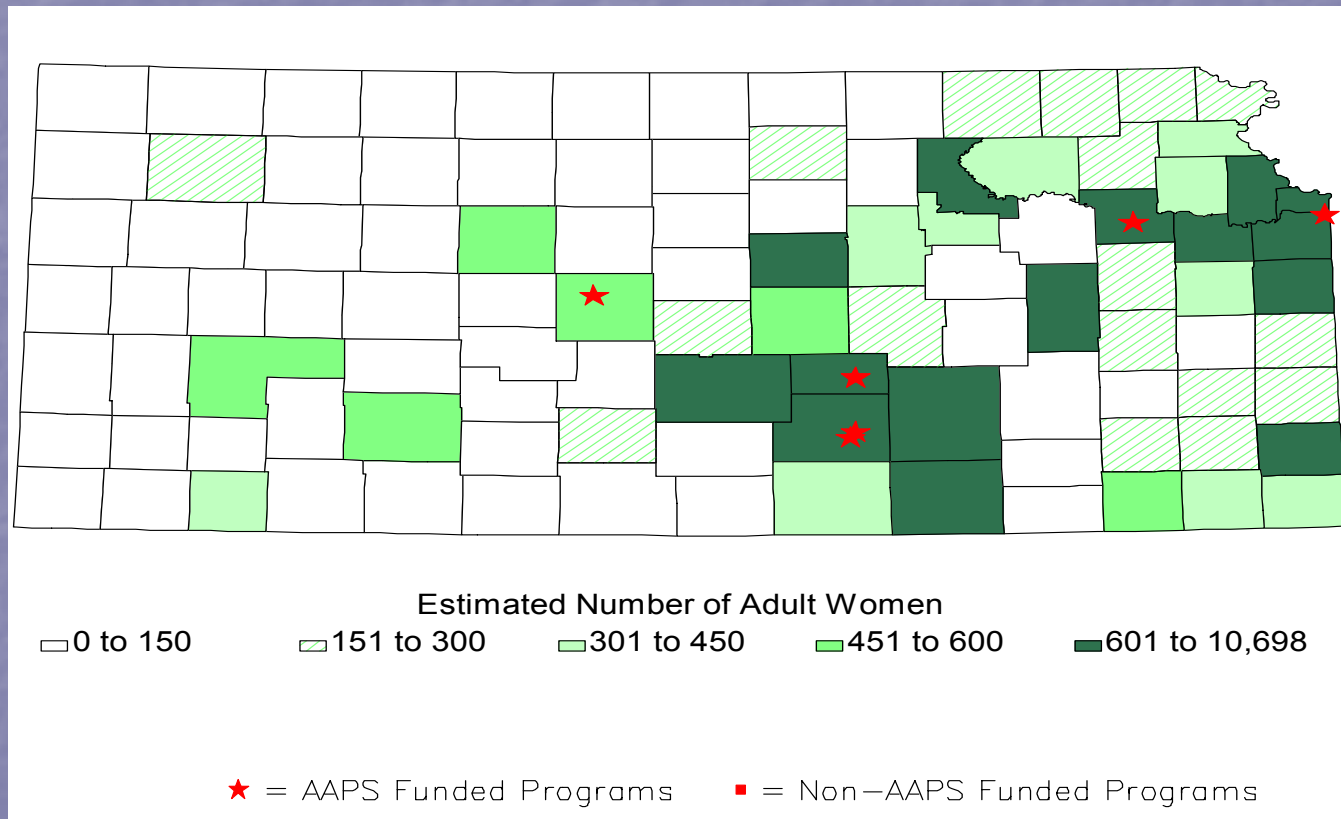 Estimated Number of Adult Women
0 to 150 151 to 300 301 to 450 451 to 600 601 to 10,698
= AAPS Funded Programs = Non-AAPS Funded Programs